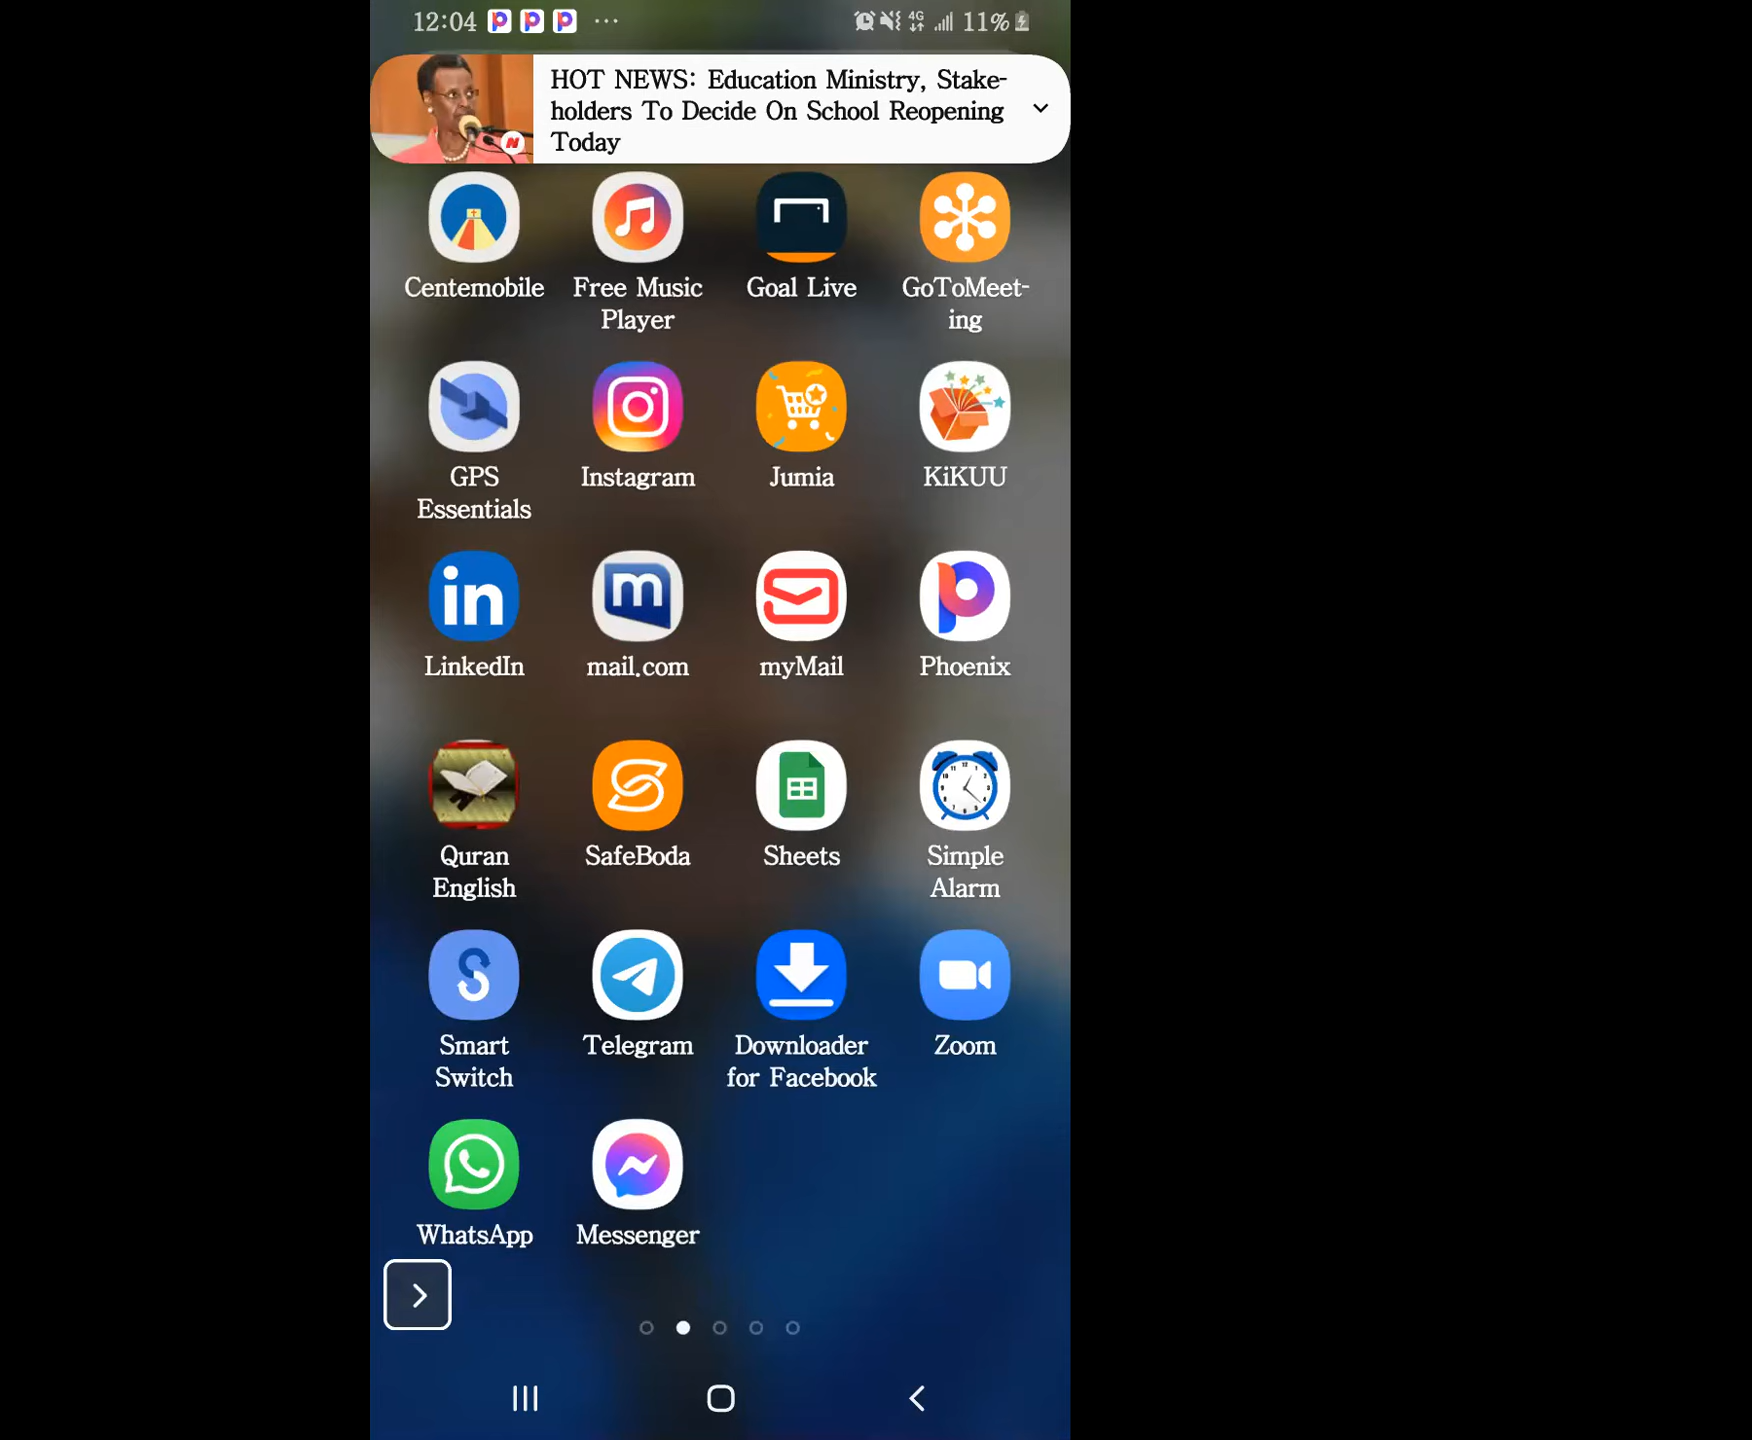 12:04 ... 4G 11%
HOT NEWS: Education Ministry, Stake-
holders To Decide On School Reopening
Today
Centemobile Free Music Goal Live GoToMeet-
Player ing
GPS Instagram Jumia KiKUU
Essentials
in m
LinkedIn mail.com myMail Phoenix
Quran SafeBoda Sheets Simple
English Alarm
Smart Telegram Downloader Zoom
Switch for Facebook
WhatsApp Messenger